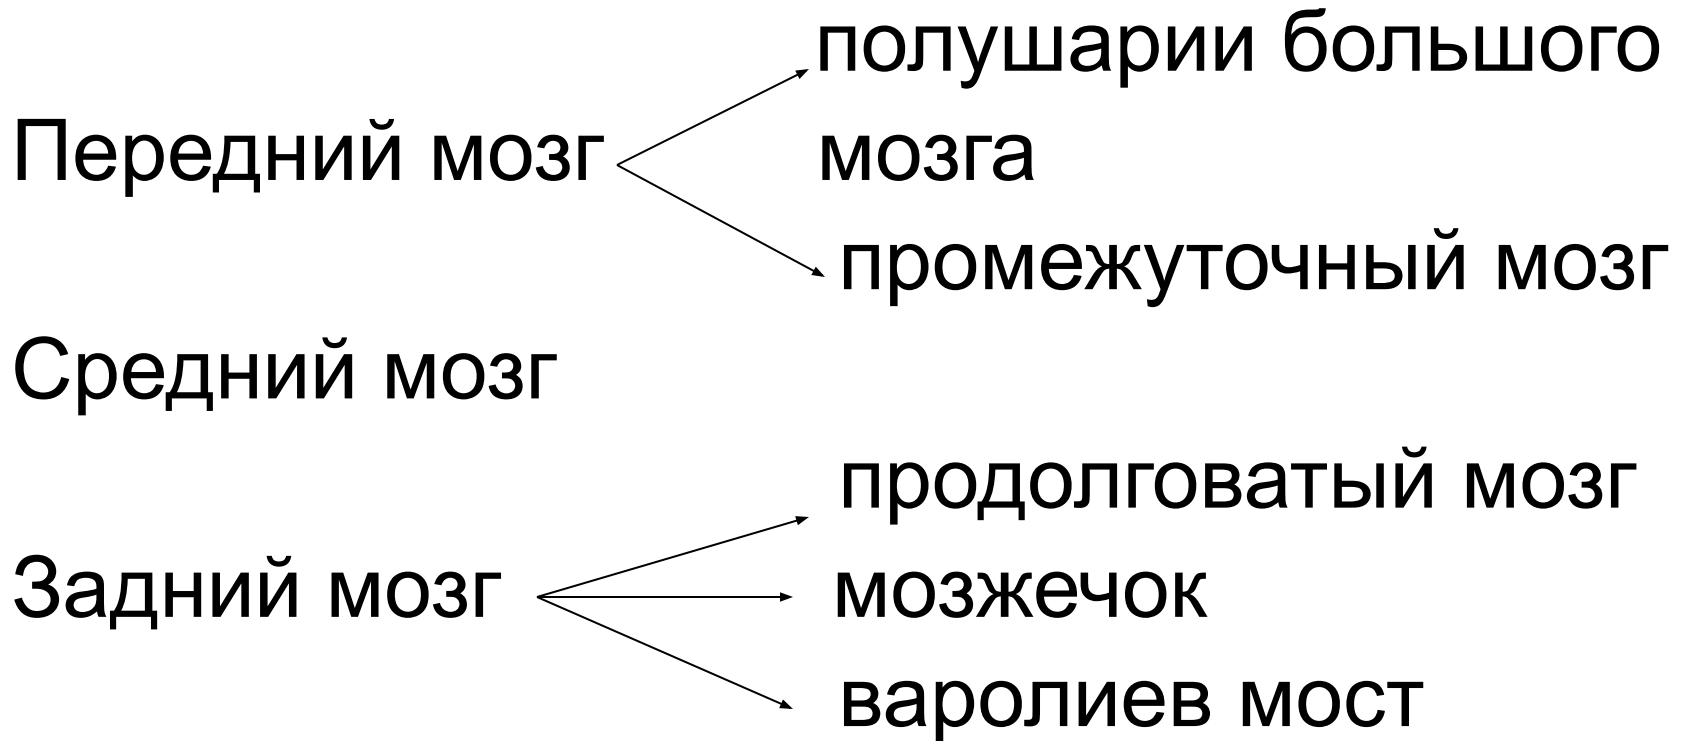 полушарии большого
Передний мозг мозга
промежуточный мозг
Средний мозг
продолговатый мозг
Задний мозг мозжечок
варолиев мост